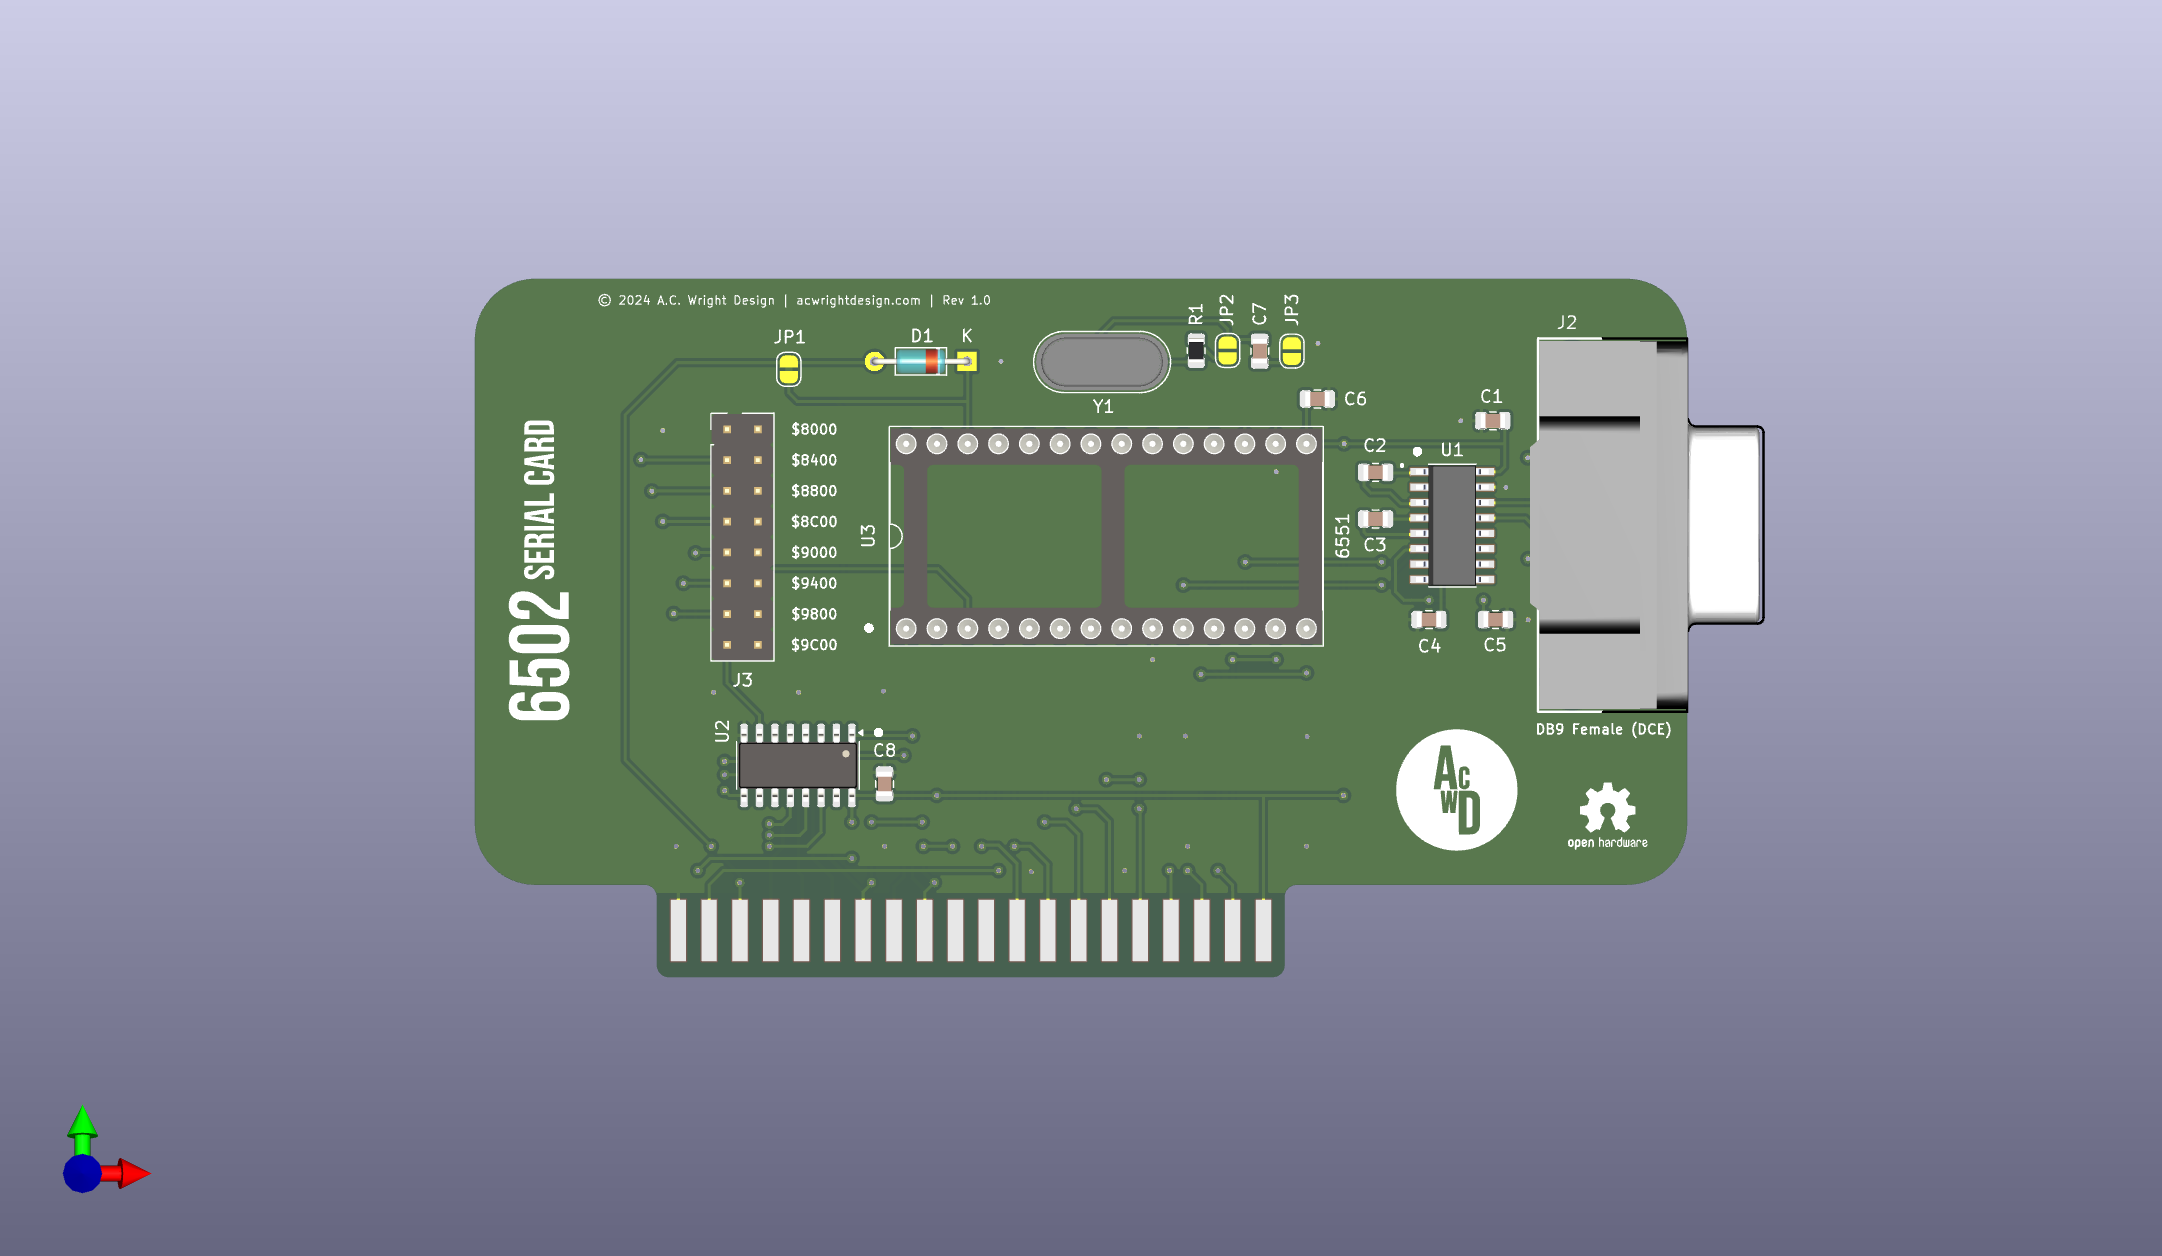 © 2024 A.C. Wright Design | acwrightdesign.com | Rev 1.0
6502 SERIAL CARD
JP1
D1
K
Y1
R1
JP2
C7
JP3
J2
C6
C1
C2
U1
C3
C4
C5
$8000
$8400
$8800
$8C00
$9000
$9400
$9800
$9C00
J3
U3
6551
U2
C8
DB9 Female (DCE)
ACWD
open hardware